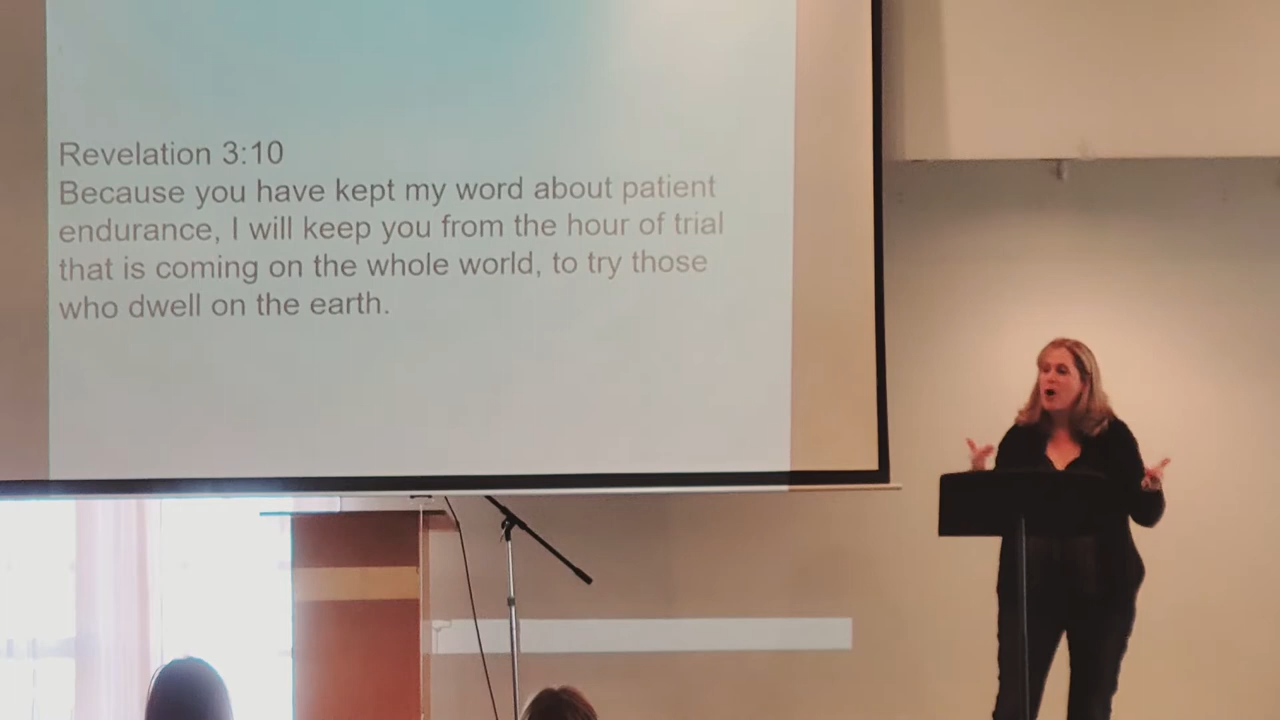 Revelation 3:10
Because you have kept my word about patient
endurance, I will keep you from the hour of trial
that is coming on the whole world, to try those
who dwell on the earth.